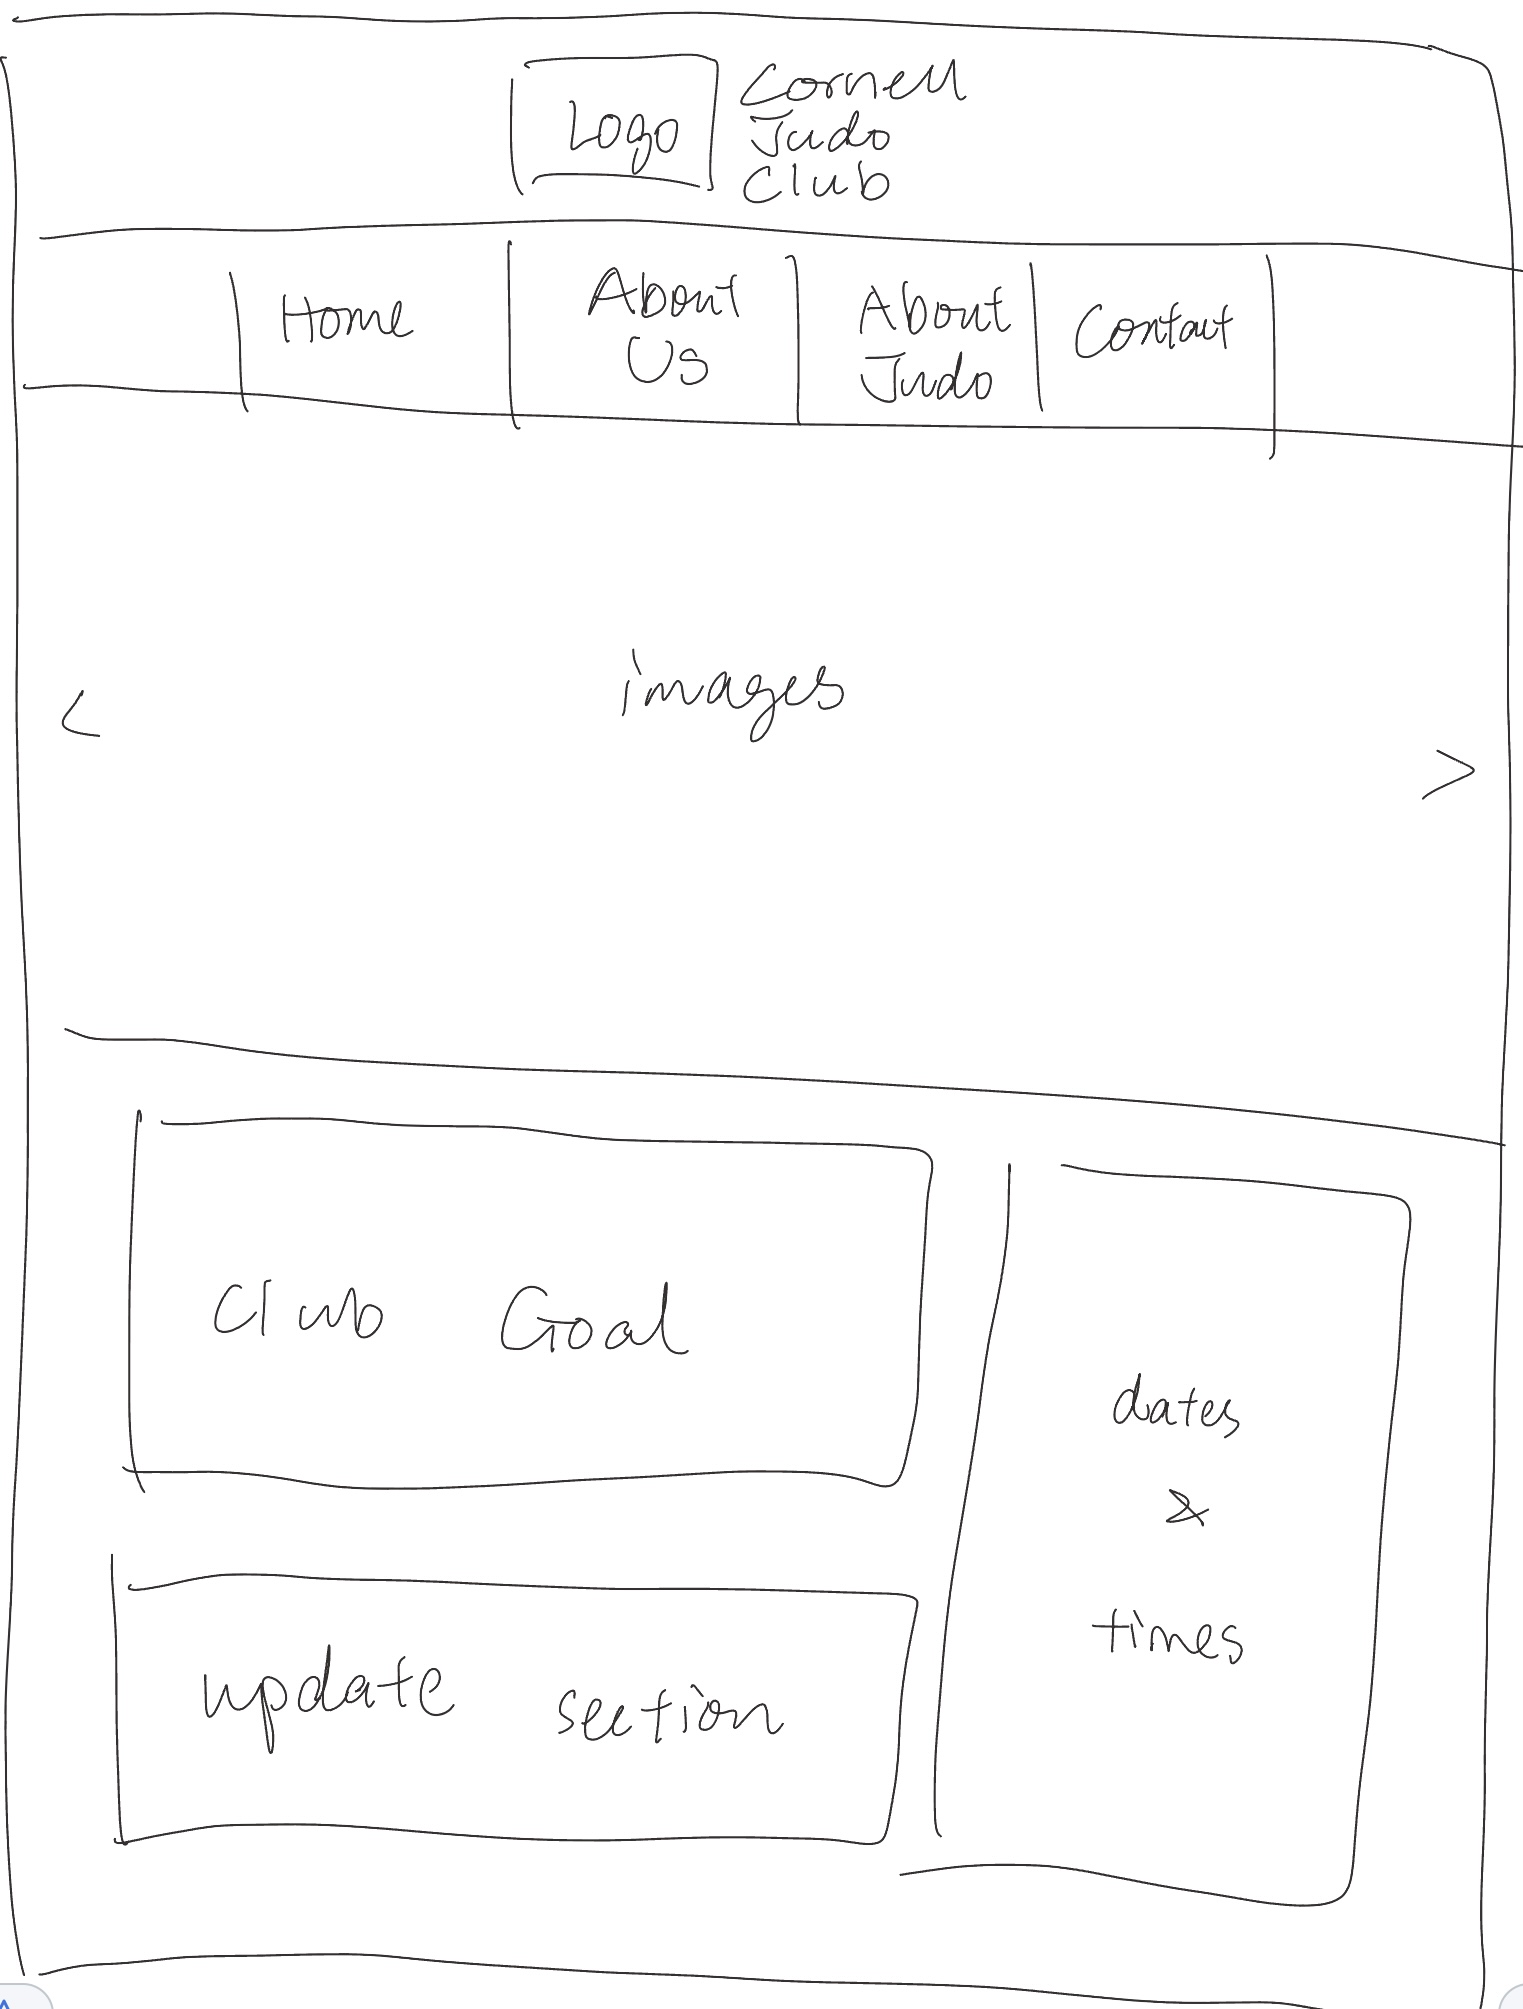 Logo
Cornell
Judo
Club
Home
About
Us
About
Judo
Contact
<
images
>
Club Goal
update section
dates
&
times